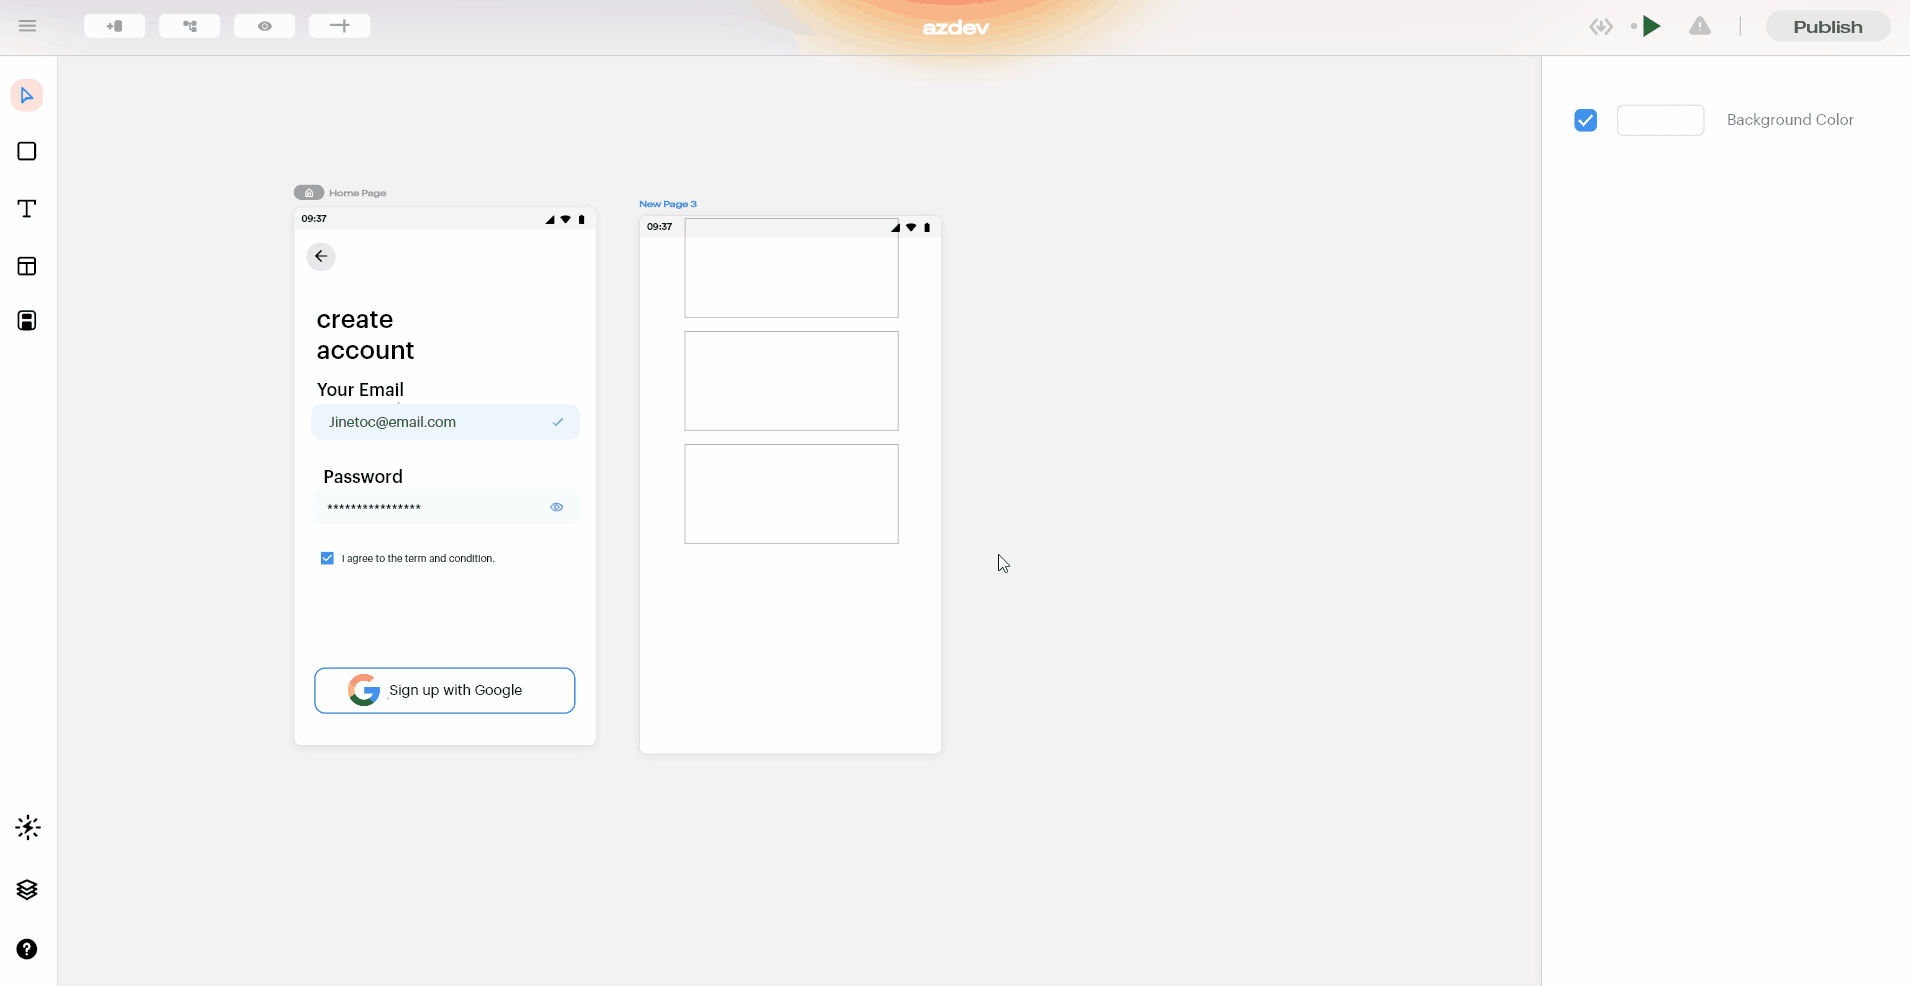 azdev
Publish
Background Color
Home Page
09:37
create
account
Your Email
Jinetoc@email.com
Password
****************
I agree to the term and condition.
Sign up with Google
New Page 3
09:37